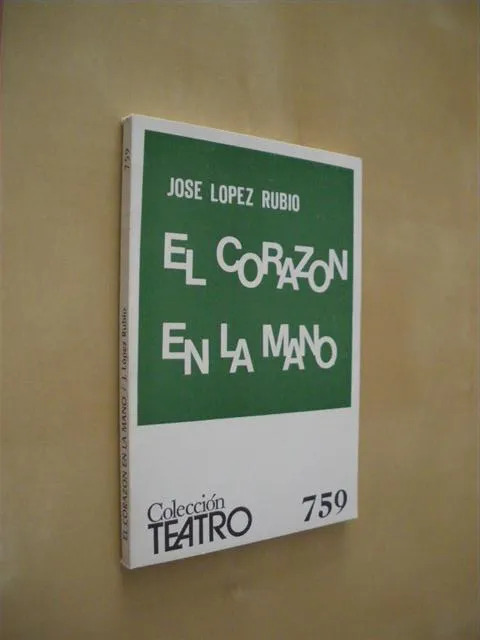 JOSE LOPEZ RUBIO
EL CORAZON
EN LA MANO
Colección
TEATRO
759
759
EL CORAZON EN LA MANO / J. López Rubio